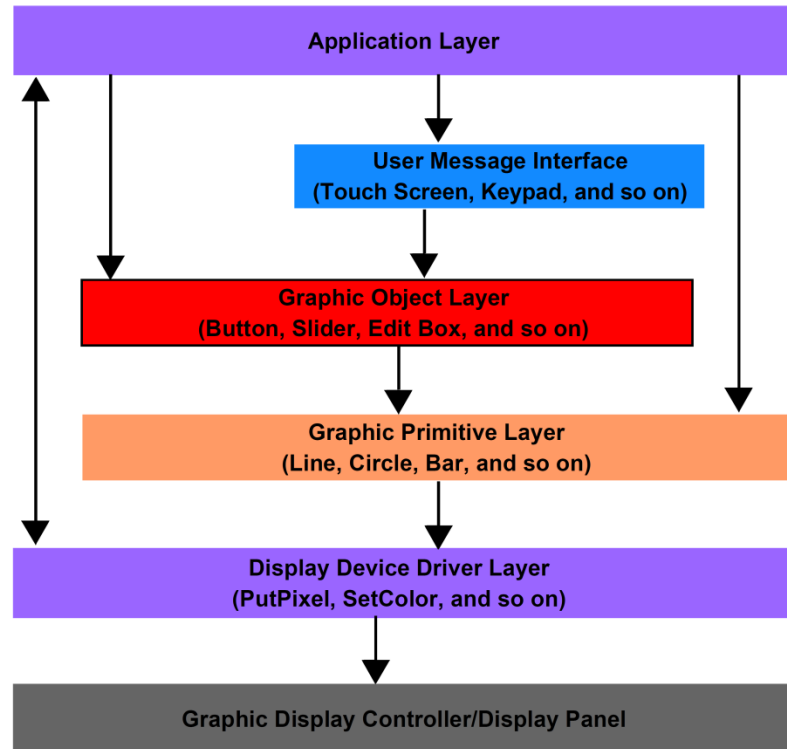 Application Layer
User Message Interface
(Touch Screen, Keypad, and so on)
Graphic Object Layer
(Button, Slider, Edit Box, and so on)
Graphic Primitive Layer
(Line, Circle, Bar, and so on)
Display Device Driver Layer
(PutPixel, SetColor, and so on)
Graphic Display Controller/Display Panel